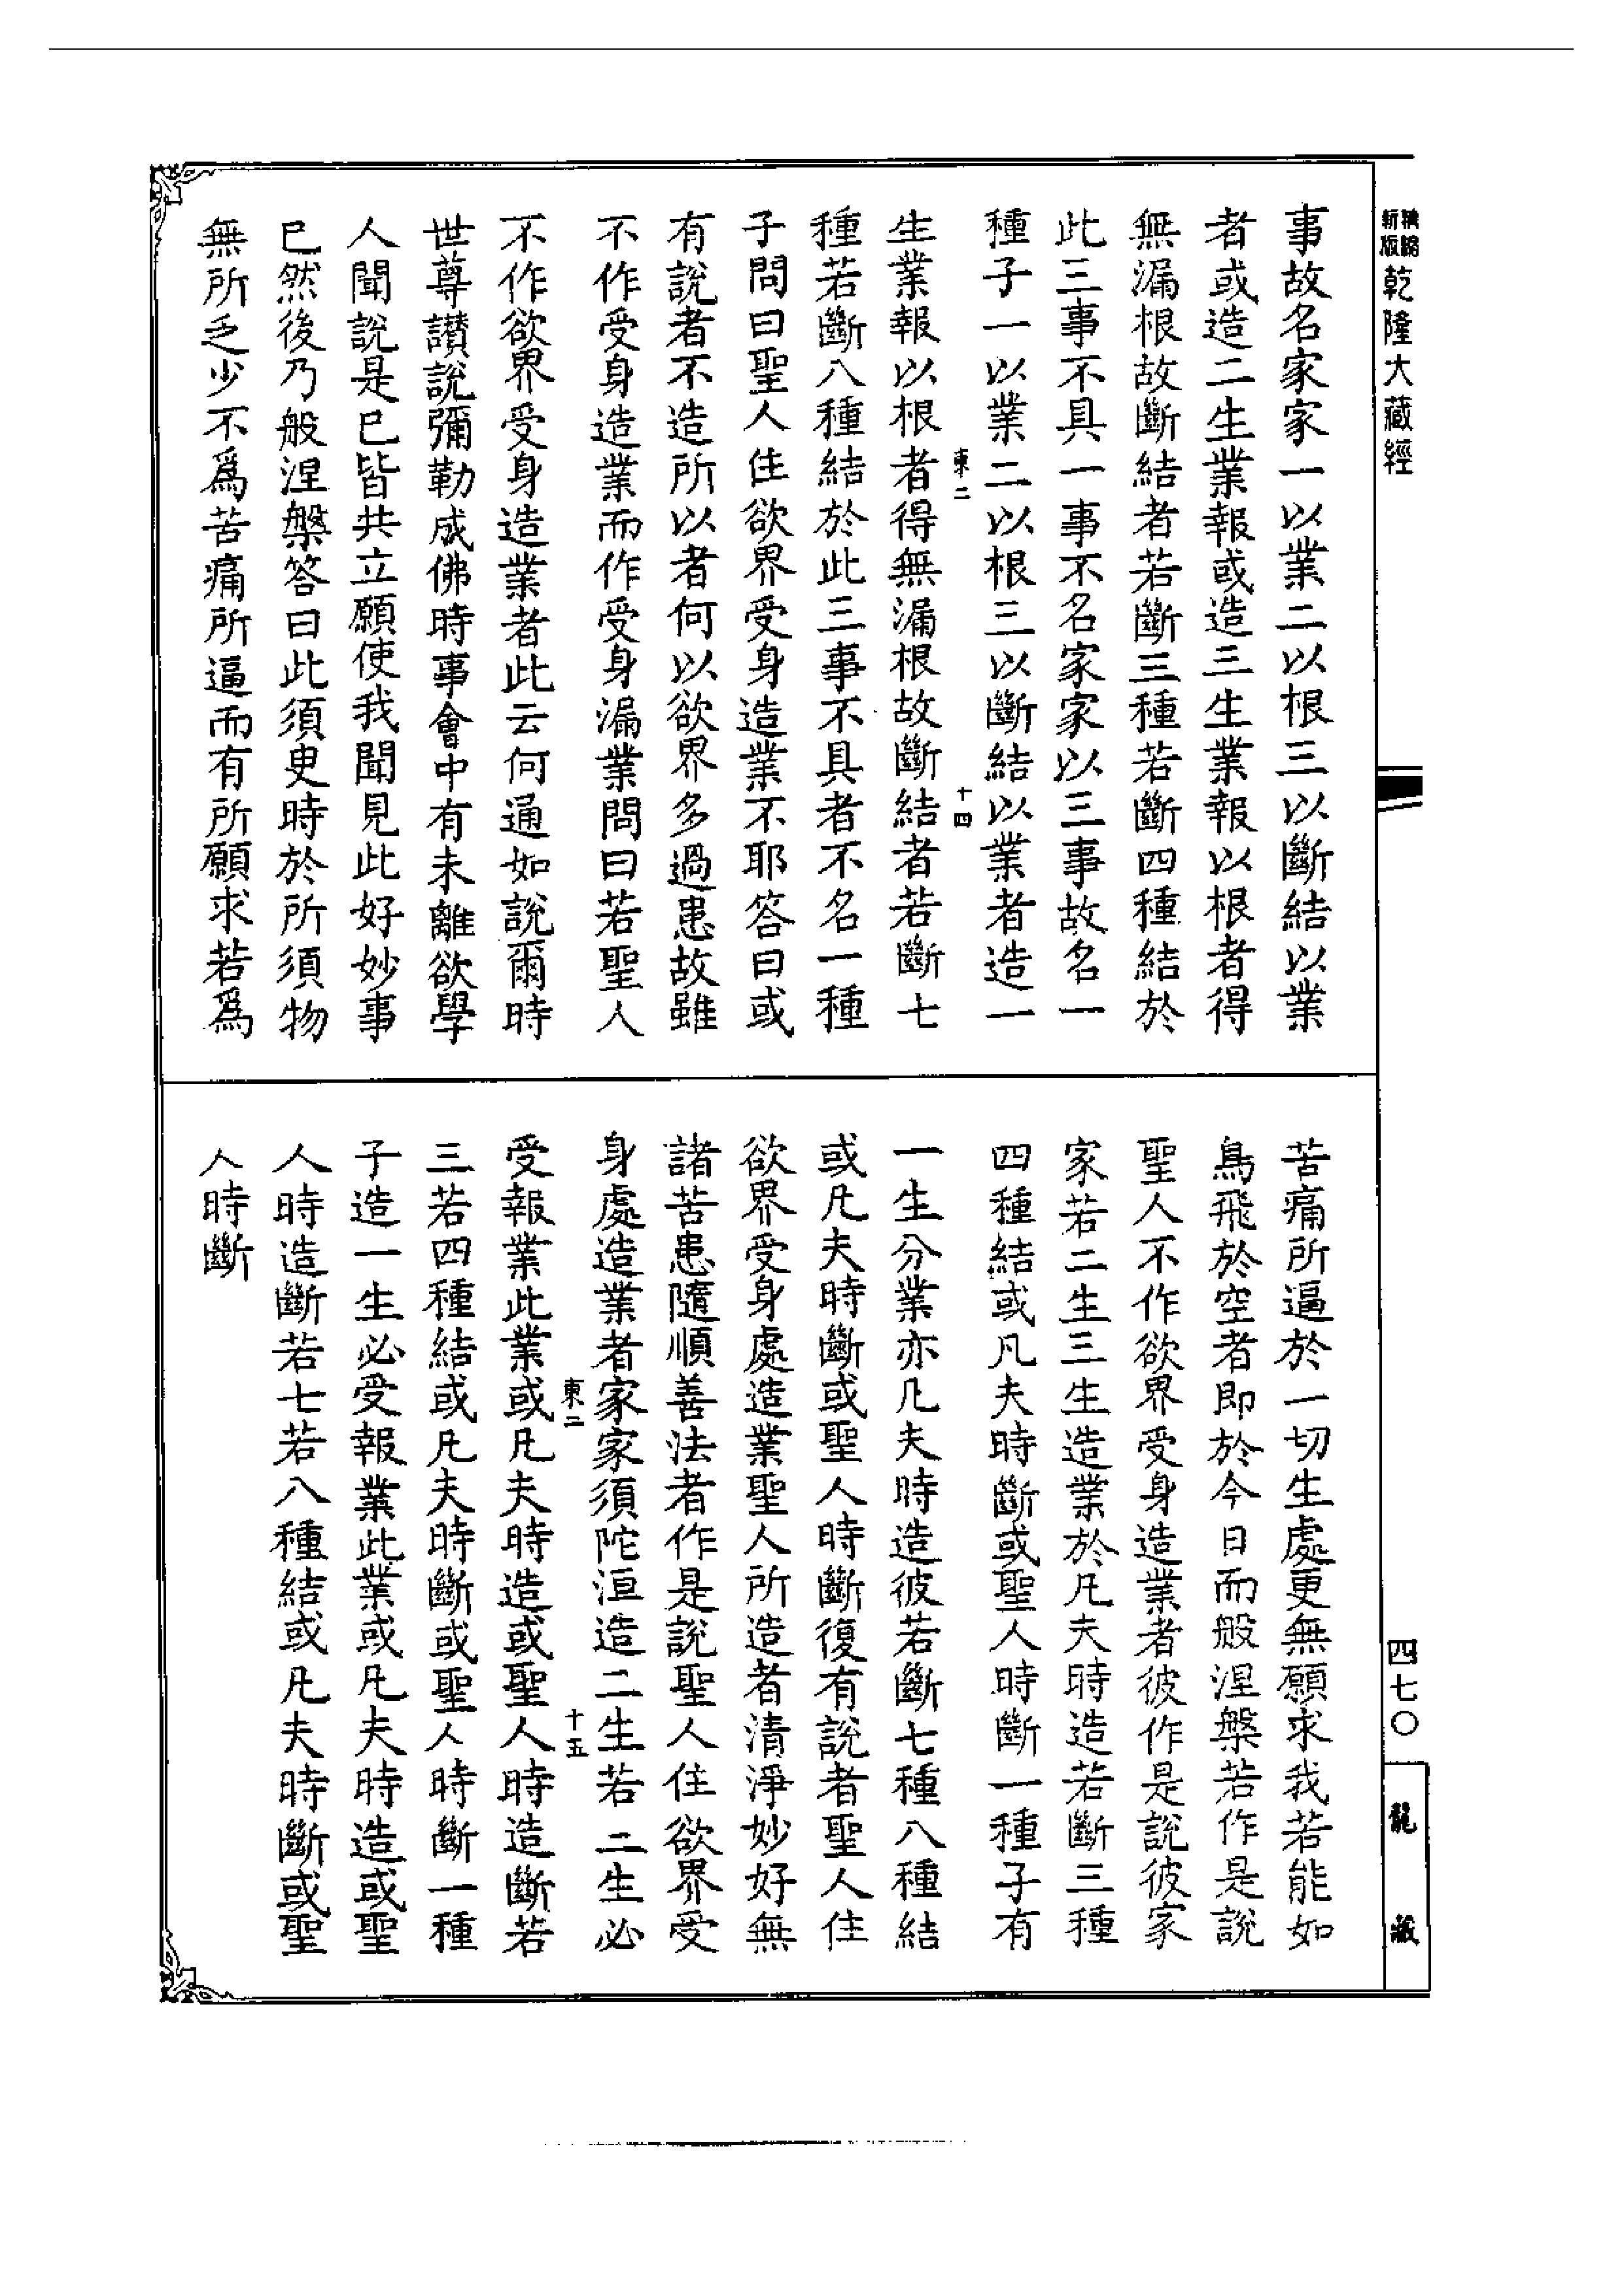 精編新版
乾隆大藏經
事故名家家一以業二以根三以斷結以業
者或造二生業報或造三生業報以根者得
無漏根故斷結者若斷三種若斷四種結於
此三事不具一事不名家家以三事故名一
種子一以業二以根三以斷結以業者造一
東二
十四
生業報以根者得無漏根故斷結者若斷七
種若斷八種結於此三事不具者不名一種
子問曰聖人住欲界受身造業不耶答曰或
有說者不造所以者何以欲界多過患故雖
不作受身造業而作受身漏業問曰若聖人
不作欲界受身造業者此云何通如說爾時
世尊讚說彌勒成佛時事會中有未離欲學
人聞說是已皆共立願使我聞見此好妙事
已然後乃般涅槃答曰此須臾時於所須物
無所乏少不爲苦痛所逼而有所願求若爲
苦痛所逼於一切生處更無願求我若能如
鳥飛於空者即於今日而般涅槃若作是說
聖人不作欲界受身造業者彼作是說彼家
家若二生三生造業於凡夫時造若斷三種
四種結或凡夫時斷或聖人時斷一種子有
一生分業亦凡夫時造彼若斷七種八種結
或凡夫時斷或聖人時斷復有說者聖人住
欲界受身處造業聖人所造者清淨妙好無
諸苦患隨順善法者作是說聖人住欲界受
身處造業者家家須陀洹造二生若二生必
東二
十五
受報業此業或凡夫時造或聖人時造斷若
三若四種結或凡夫時斷或聖人時斷一種
子造一生必受報業此業或凡夫時造或聖
人時造斷若七若八種結或凡夫時斷或聖
人時斷
四七〇
龍藏